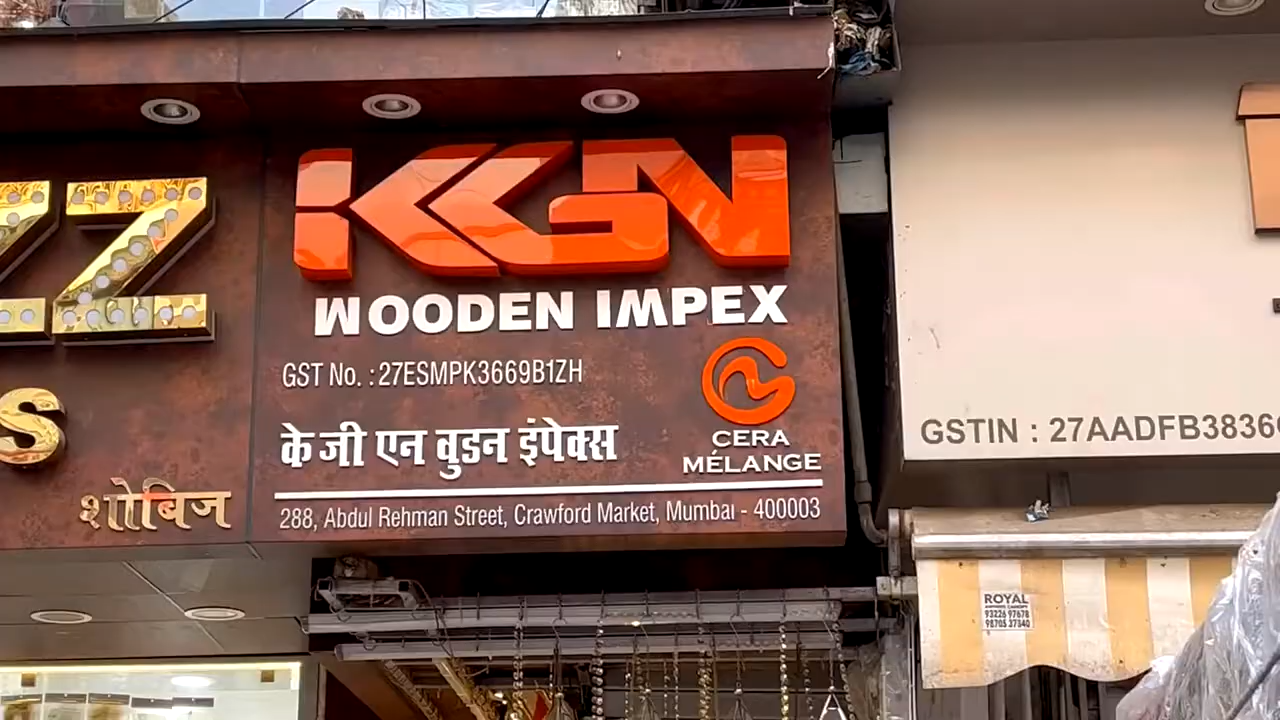 ZZ
S
शोबिज
KGN
WOODEN IMPEX
GST No. : 27ESMPK3669B1ZH
के जी एन वुडन इंपेक्स
CERA
MÉLANGE
288, Abdul Rehman Street, Crawford Market, Mumbai - 400003
GSTIN : 27AADFB3836
ROYAL
93226 97678
98705 37340